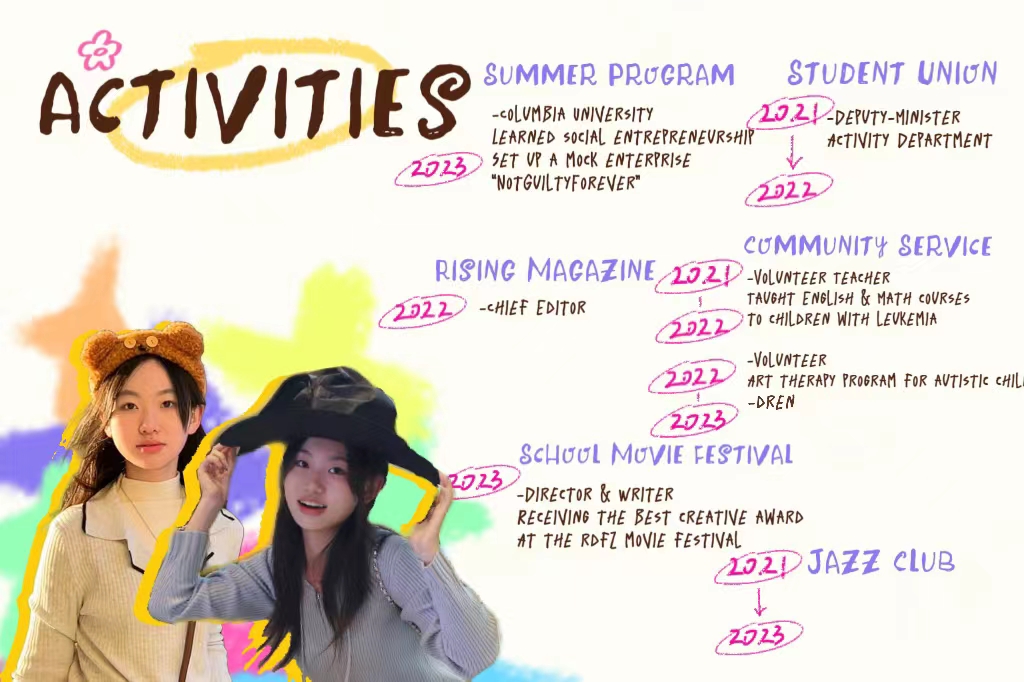 ACTIVITIES
SUMMER PROGRAM
2023
-COLUMBIA UNIVERSITY
LEARNED SOCIAL ENTREPRENEURSHIP
SET UP A MOCK ENTERPRISE
"NOTGUILTYFOREVER"
STUDENT UNION
2021
2022
-DEPUTY-MINISTER
ACTIVITY DEPARTMENT
RISING MAGAZINE
2022
-CHIEF EDITOR
COMMUNITY SERVICE
2021
2022
-VOLUNTEER TEACHER
TAUGHT ENGLISH & MATH COURSES
TO CHILDREN WITH LEUKEMIA
2022
2023
-VOLUNTEER
ART THERAPY PROGRAM FOR AUTISTIC CHIL
-DREN
SCHOOL MOVIE FESTIVAL
2023
-DIRECTOR & WRITER
RECEIVING THE BEST CREATIVE AWARD
AT THE RDFZ MOVIE FESTIVAL
2021 JAZZ CLUB
2023